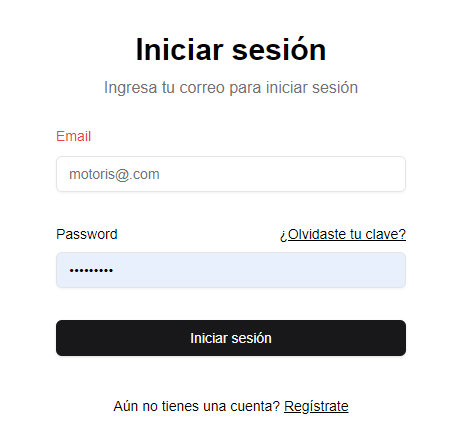 Iniciar sesión
Ingresa tu correo para iniciar sesión
Email
motoris@.com
Password ¿Olvidaste tu clave?
•••••••••
Iniciar sesión
Aún no tienes una cuenta? Regístrate